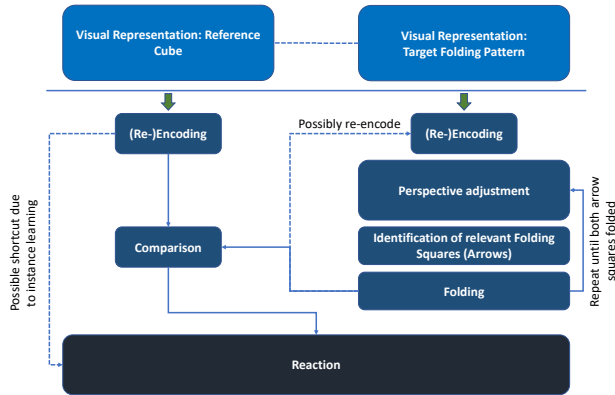 Visual Representation: Reference
Cube
Visual Representation:
Target Folding Pattern
(Re-)Encoding
Possibly re-encode
(Re-)Encoding
Perspective adjustment
Identification of relevant Folding
Squares (Arrows)
Folding
Comparison
Reaction
Possible shortcut due
to instance learning
Repeat until both arrow
squares folded